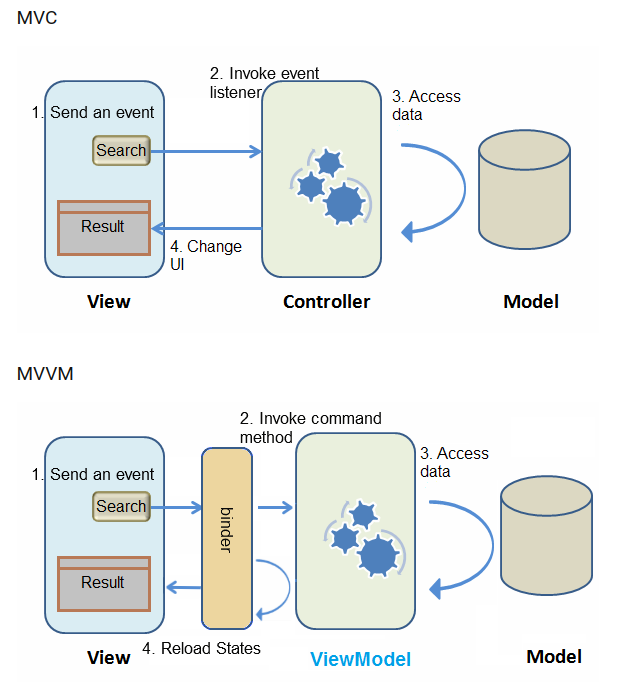 MVC
2. Invoke event
listener
3. Access
data
1. Send an event
Search
Result
4. Change
UI
View
Controller
Model
MVVM
2. Invoke command
method
3. Access
data
1. Send an event
Search
binder
Result
4. Reload States
View
ViewModel
Model